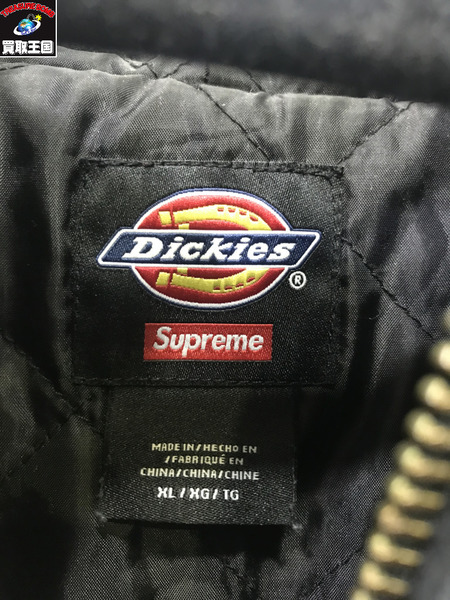 買取王国
Dickies
®
Supreme
MADE IN/HECHO EN
/FABRIQUÉ EN
CHINA/CHINA/CHINE
XL/XG/TG